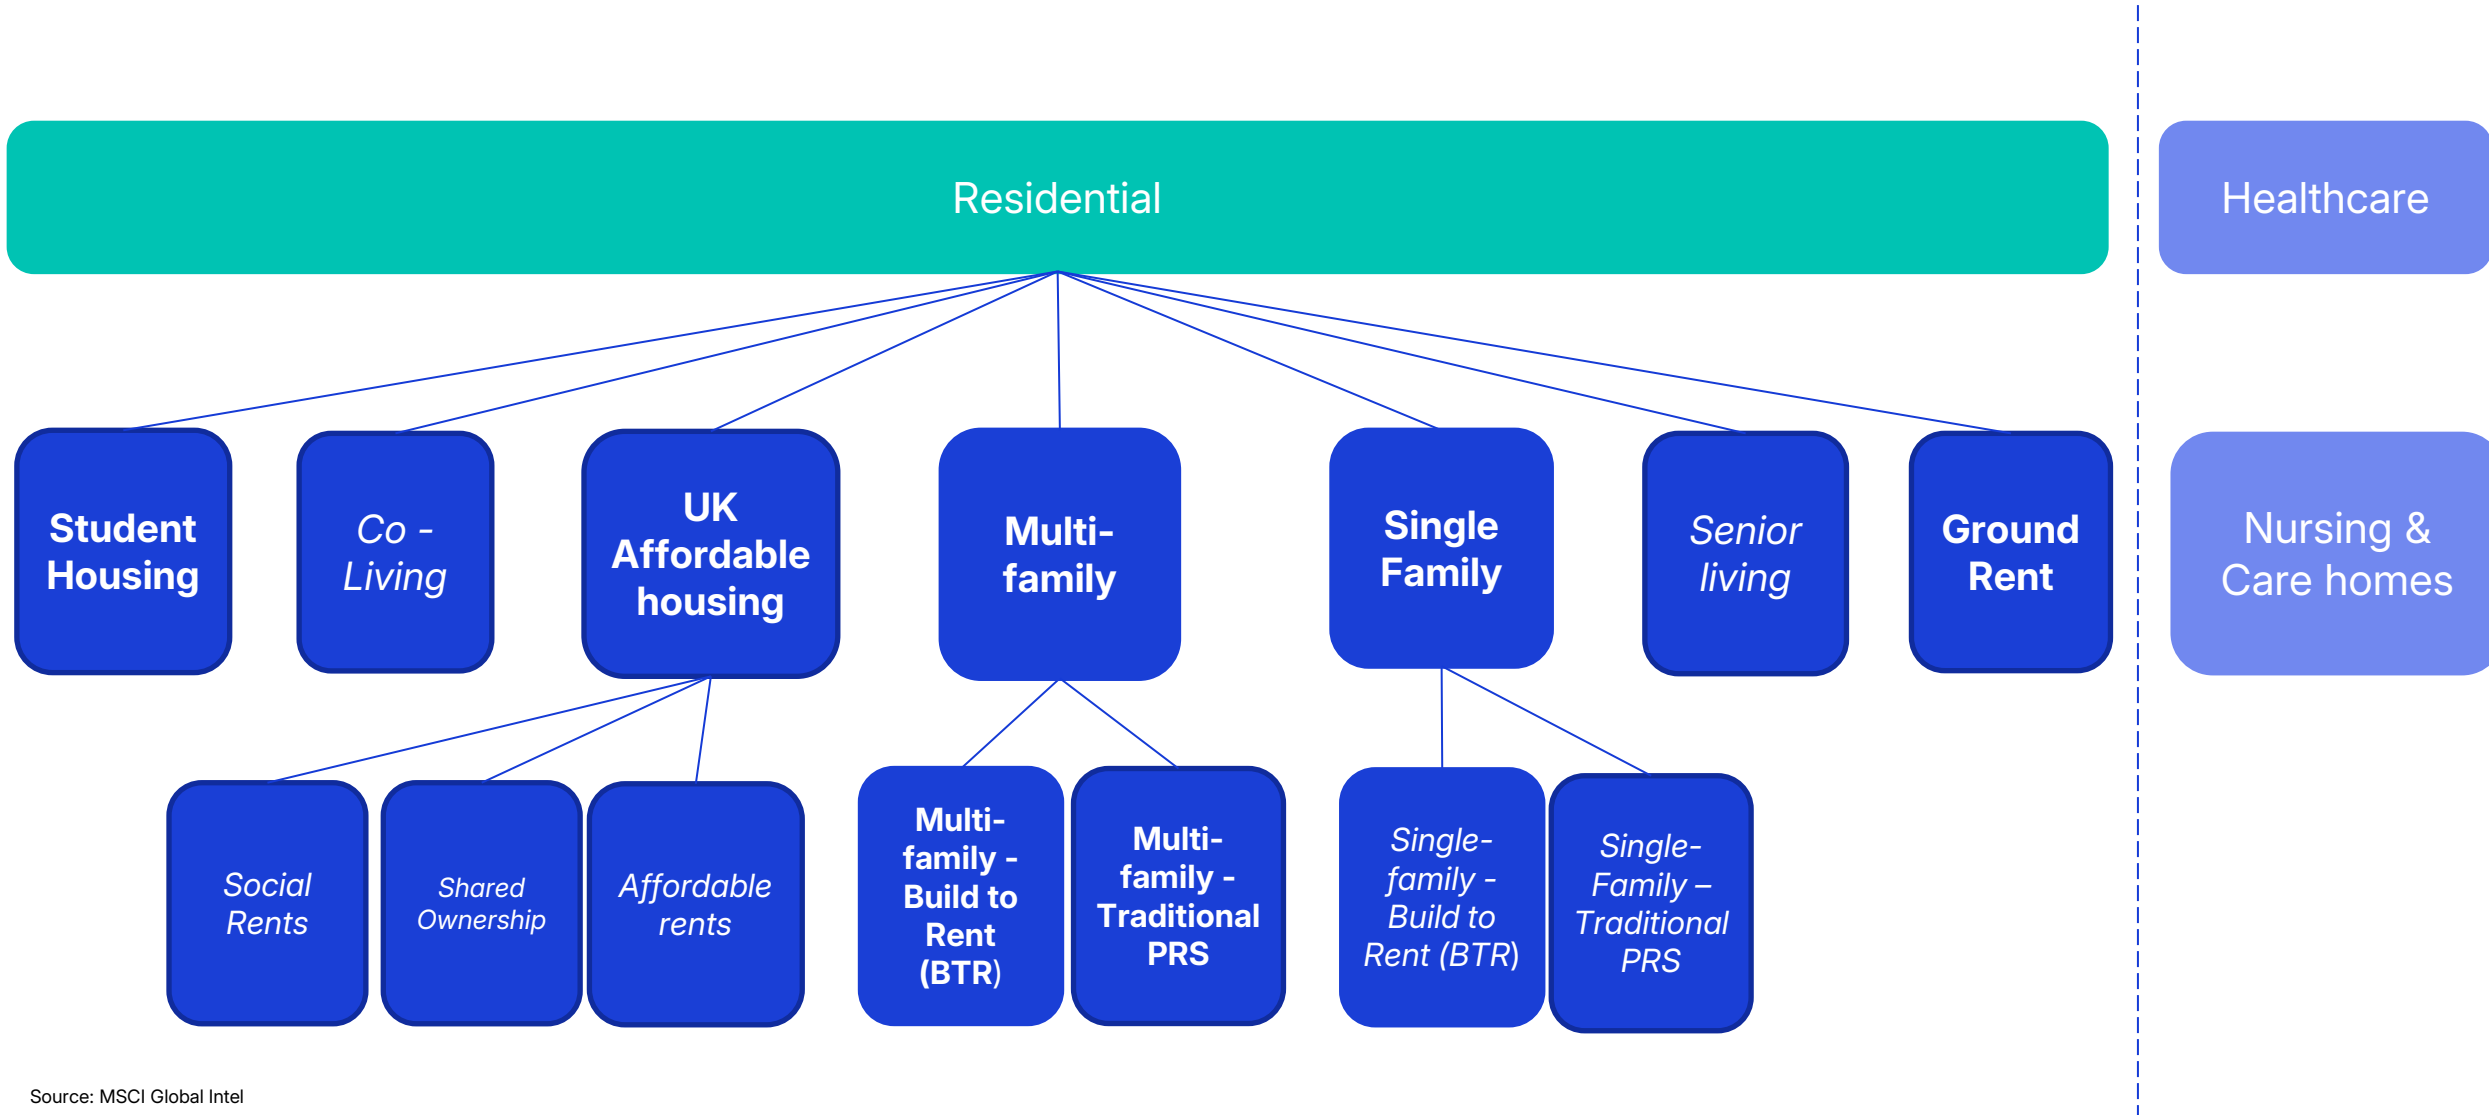 Residential
Healthcare
Student
Housing
Co -
Living
UK
Affordable
housing
Multi-
family
Single
Family
Senior
living
Ground
Rent
Nursing &
Care homes
Social
Rents
Shared
Ownership
Affordable
rents
Multi-
family -
Build to
Rent
(BTR)
Multi-
family -
Traditional
PRS
Single-
family -
Build to
Rent (BTR)
Single-
Family –
Traditional
PRS
Source: MSCI Global Intel